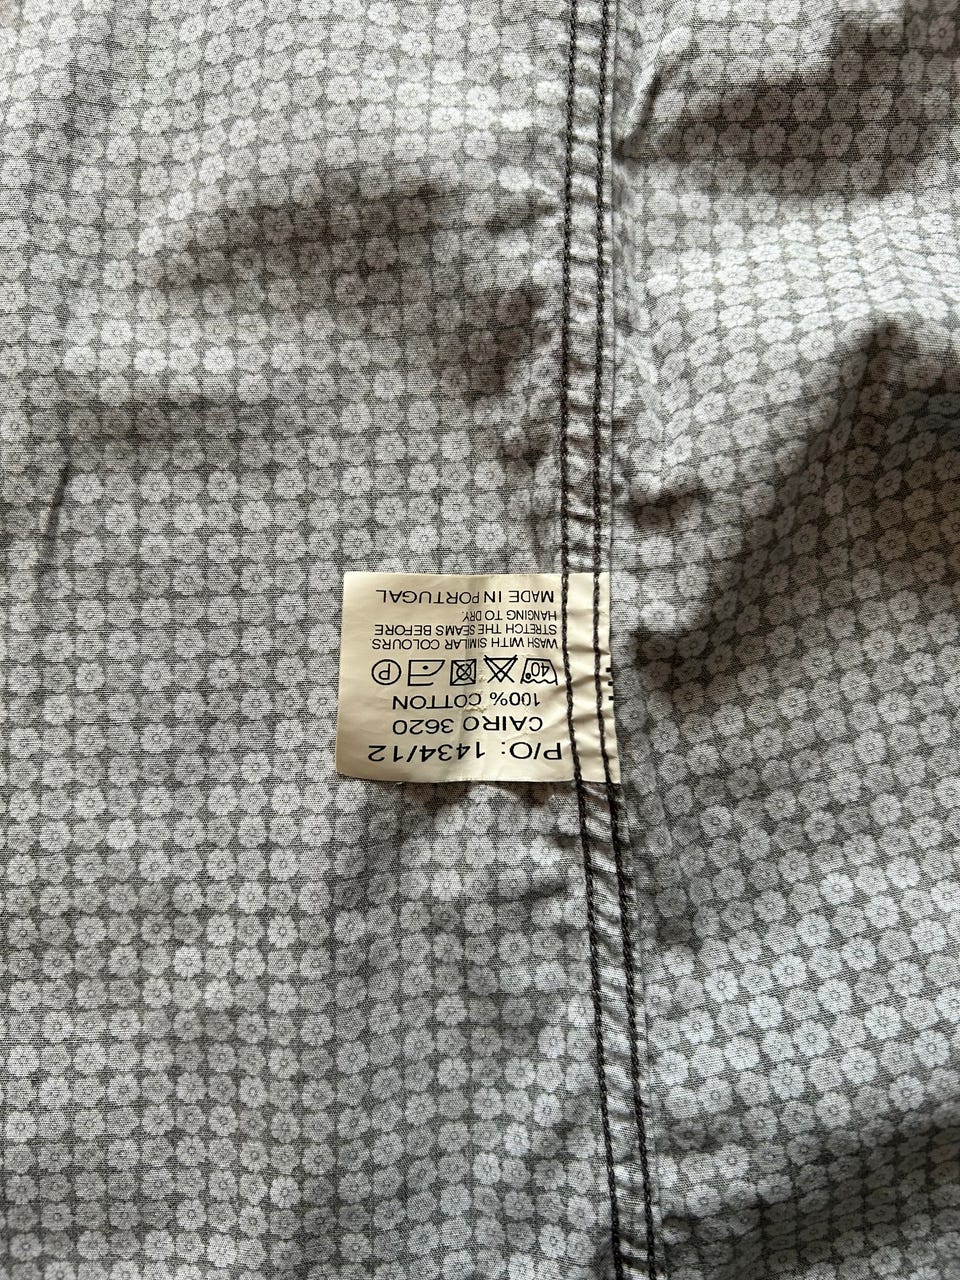 P/O: 1434/12
CAIRO 3620
100% COTTON
40° P
WASH WITH SIMILAR COLOURS
STRETCH THE SEAMS BEFORE
HANGING TO DRY.
MADE IN PORTUGAL